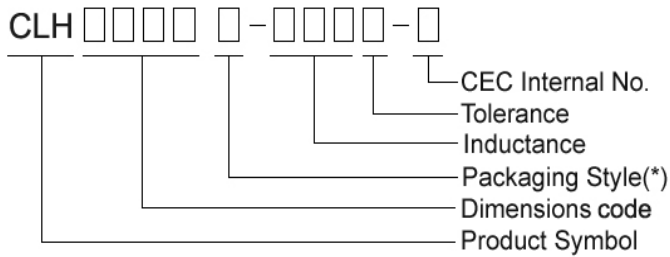 CLH □□□□ □-□□□□-□
CEC Internal No.
Tolerance
Inductance
Packaging Style(*)
Dimensions code
Product Symbol